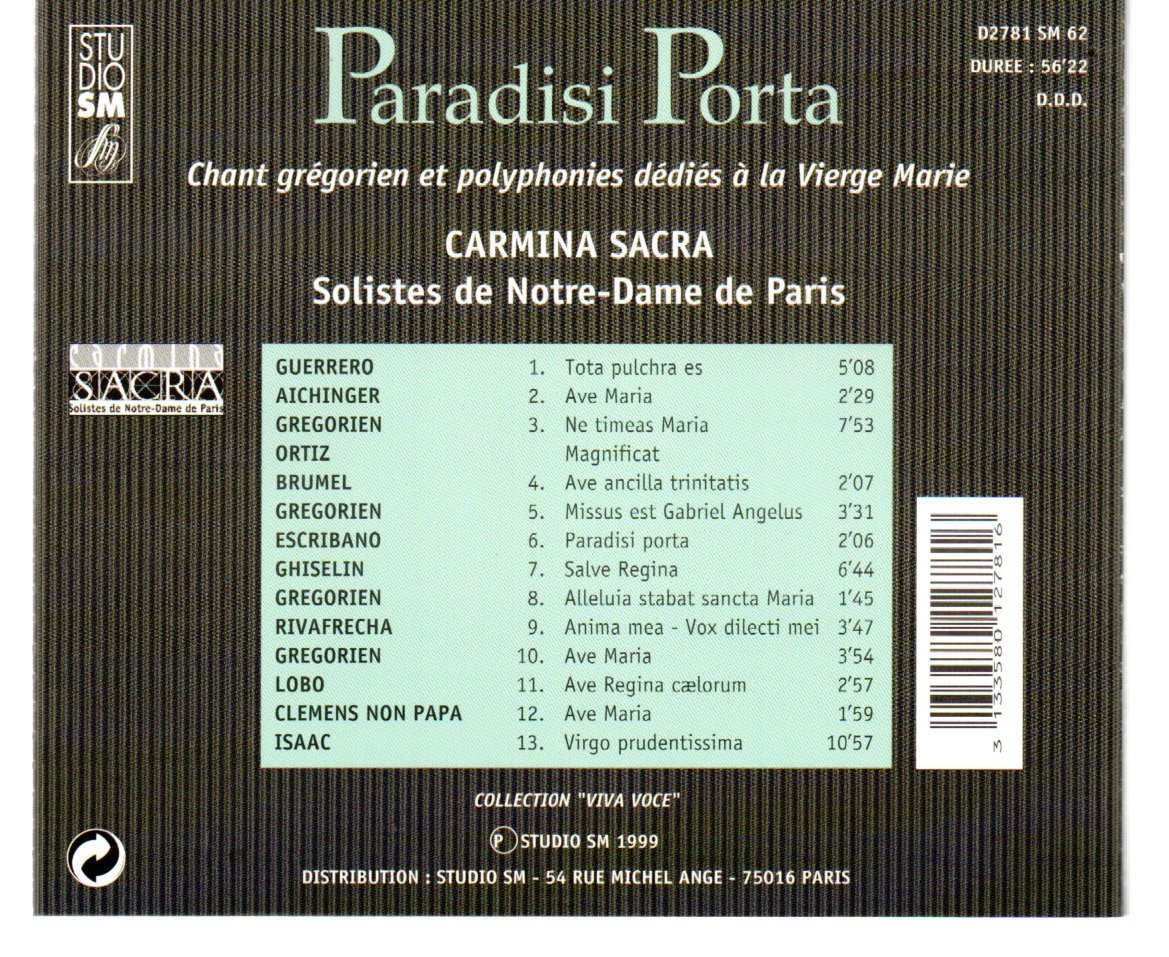 STU
DIO
SM
Paradisi Porta
D2781 SM 62
DUREE : 56'22
D.D.D.
Chant grégorien et polyphonies dédiés à la Vierge Marie
CARMINA SACRA
Solistes de Notre-Dame de Paris
carmina
SACRA
Solistes de Notre-Dame de Paris
GUERRERO 1. Tota pulchra es 5'08
AICHINGER 2. Ave Maria 2'29
GREGORIEN 3. Ne timeas Maria 7'53
ORTIZ Magnificat
BRUMEL 4. Ave ancilla trinitatis 2'07
GREGORIEN 5. Missus est Gabriel Angelus 3'31
ESCRIBANO 6. Paradisi porta 2'06
GHISELIN 7. Salve Regina 6'44
GREGORIEN 8. Alleluia stabat sancta Maria 1'45
RIVAFRECHA 9. Anima mea - Vox dilecti mei 3'47
GREGORIEN 10. Ave Maria 3'54
LOBO 11. Ave Regina cælorum 2'57
CLEMENS NON PAPA 12. Ave Maria 1'59
ISAAC 13. Virgo prudentissima 10'57
3 133580 127816
COLLECTION "VIVA VOCE"
Ⓟ STUDIO SM 1999
DISTRIBUTION : STUDIO SM - 54 RUE MICHEL ANGE - 75016 PARIS